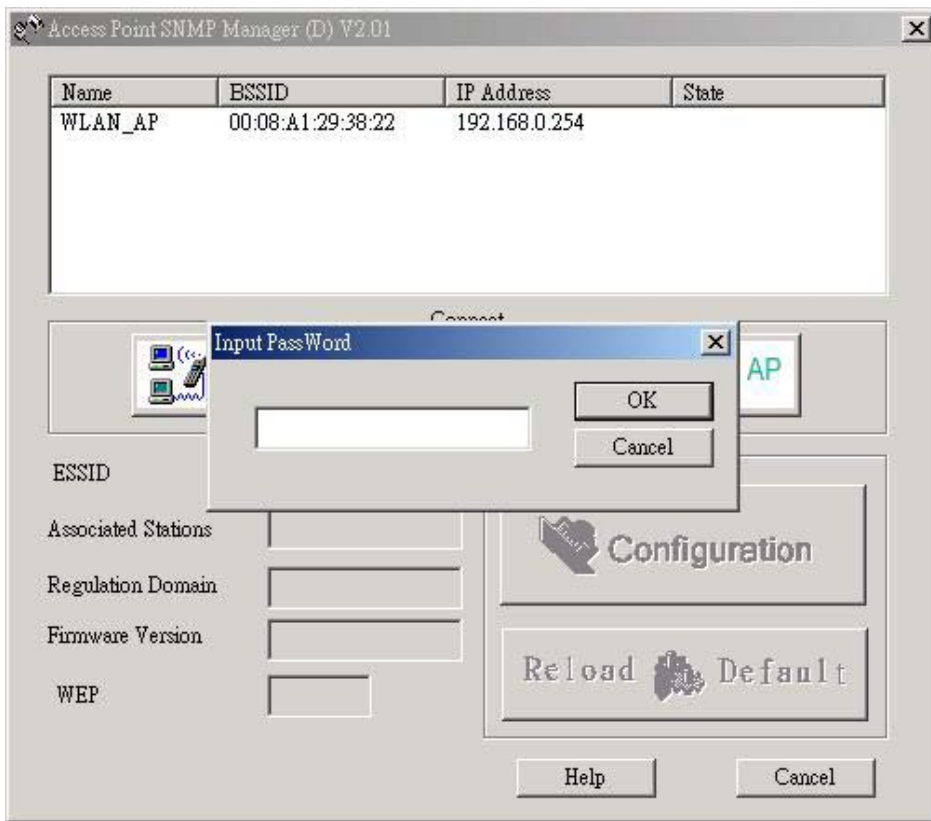 Access Point SNMP Manager (D) V2.01
Name BSSID IP Address State
WLAN_AP 00:08:A1:29:38:22 192.168.0.254
Connect
Input PassWord
AP
OK
Cancel
ESSID
Associated Stations
Configuration
Regulation Domain
Firmware Version
Reload Default
WEP
Help Cancel